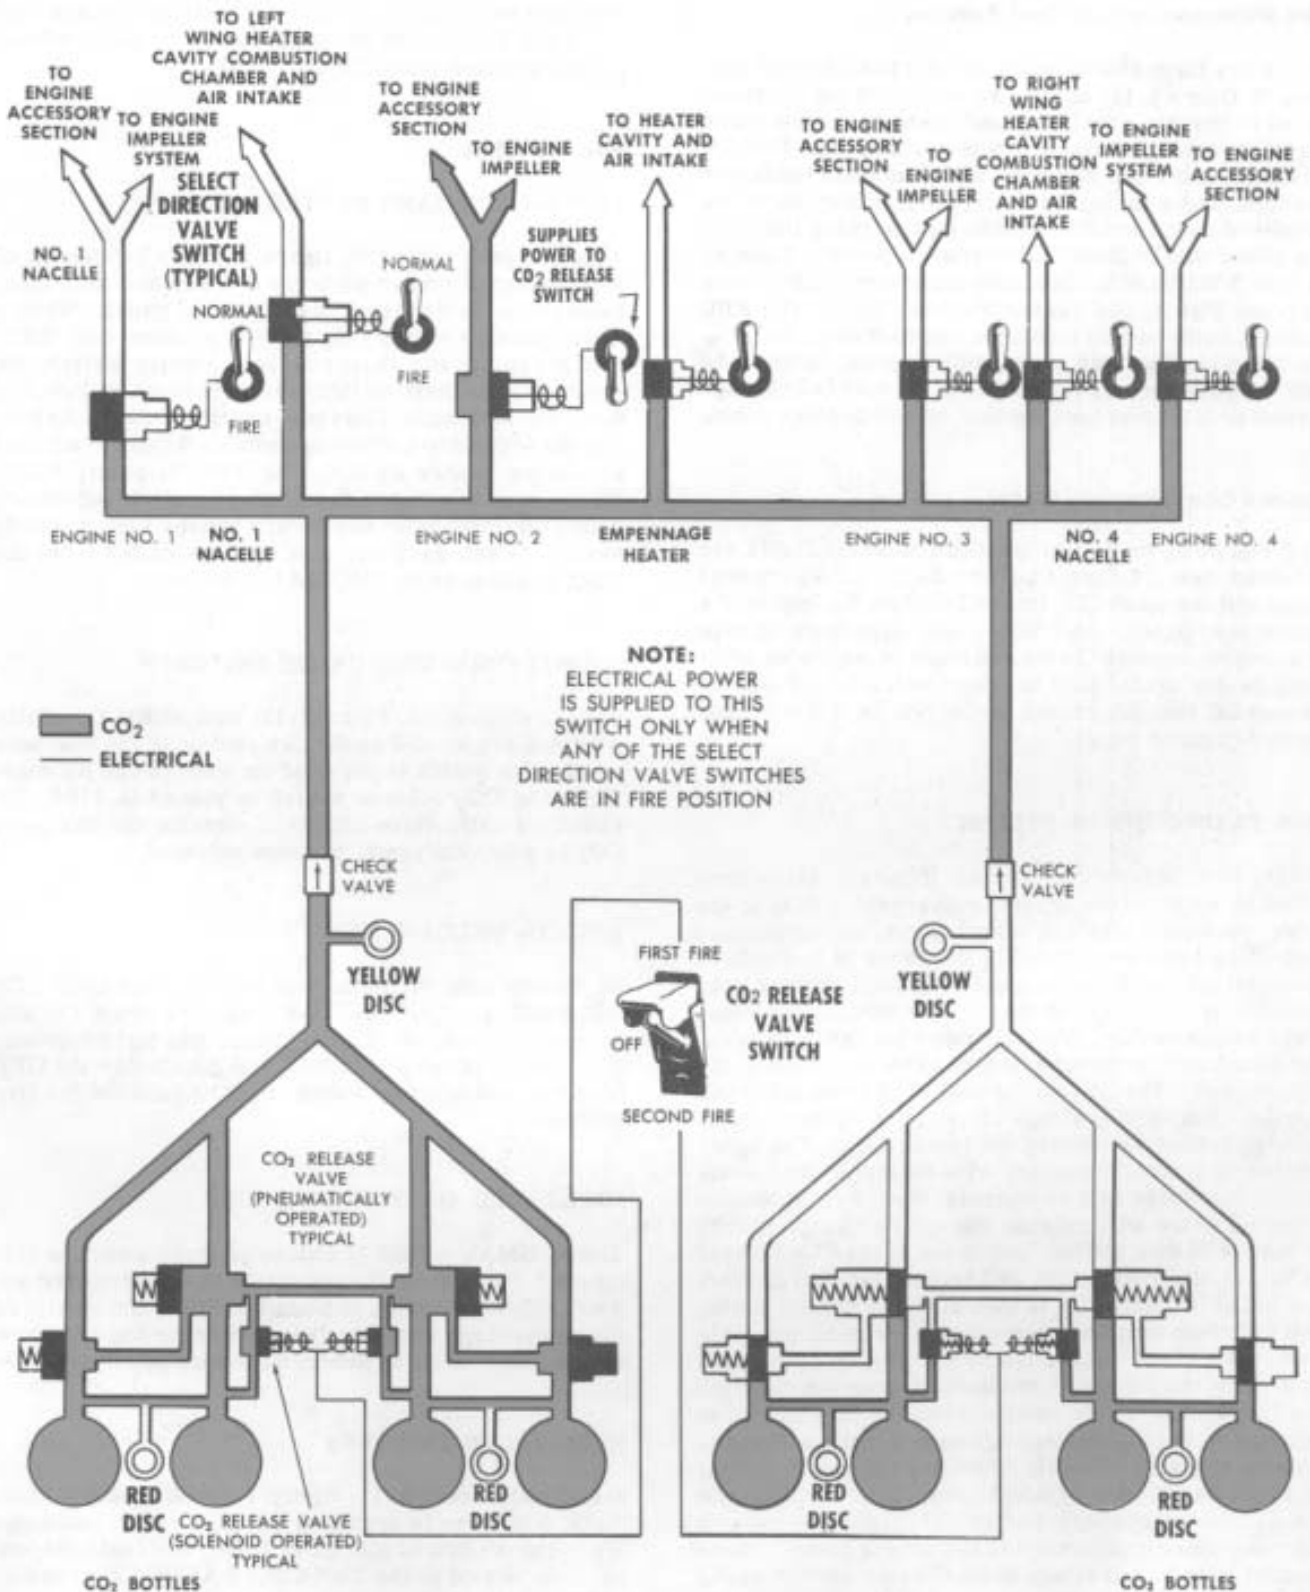 TO LEFT
WING HEATER
CAVITY COMBUSTION
CHAMBER AND
AIR INTAKE
TO
ENGINE
ACCESSORY
SECTION
TO ENGINE
IMPELLER
SYSTEM
SELECT
DIRECTION
VALVE
SWITCH
(TYPICAL)
TO ENGINE
ACCESSORY
SECTION
TO ENGINE
IMPELLER
TO HEATER
CAVITY AND
AIR INTAKE
TO ENGINE
ACCESSORY
SECTION
TO
ENGINE
IMPELLER
TO RIGHT
WING
HEATER
CAVITY
COMBUSTION
CHAMBER
AND AIR
INTAKE
TO ENGINE
IMPELLER
SYSTEM
TO ENGINE
ACCESSORY
SECTION
NO. 1
NACELLE
NORMAL
FIRE
NORMAL
FIRE
SUPPLIES
POWER TO
CO2 RELEASE
SWITCH
ENGINE NO. 1
NO. 1
NACELLE
ENGINE NO. 2
EMPENNAGE
HEATER
ENGINE NO. 3
NO. 4
NACELLE
ENGINE NO. 4
CO2
ELECTRICAL
NOTE:
ELECTRICAL POWER
IS SUPPLIED TO THIS
SWITCH ONLY WHEN
ANY OF THE SELECT
DIRECTION VALVE SWITCHES
ARE IN FIRE POSITION
CHECK
VALVE
CHECK
VALVE
YELLOW
DISC
FIRST FIRE
OFF
SECOND FIRE
CO2 RELEASE
VALVE
SWITCH
YELLOW
DISC
CO2 RELEASE
VALVE
(PNEUMATICALLY
OPERATED)
TYPICAL
RED
DISC
RED
DISC
RED
DISC
RED
DISC
CO2 RELEASE VALVE
(SOLENOID OPERATED)
TYPICAL
CO2 BOTTLES
CO2 BOTTLES